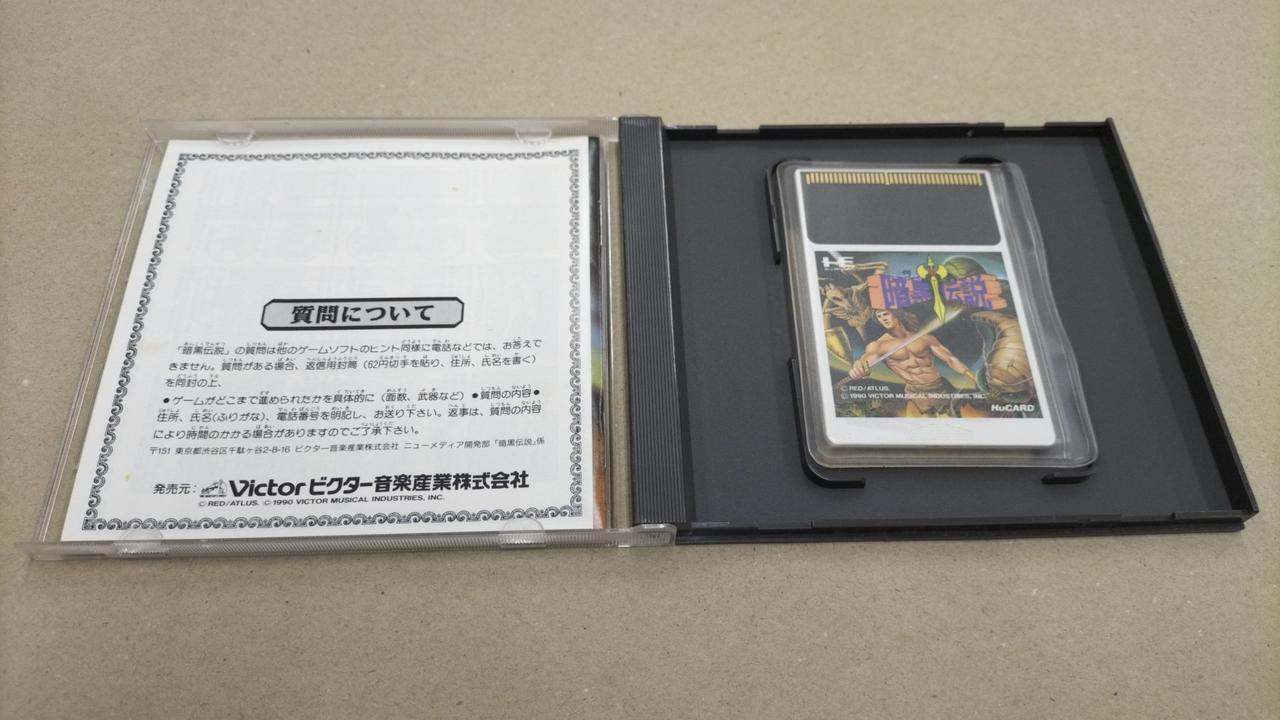 質問について
「暗黒伝説」の質問は他のゲームソフトのヒント同様に電話などでは、お答えで
きません。質問がある場合、返信用封筒（62円切手を貼り、住所、氏名を書く）
を同封の上、
●ゲームがどこまで進められたかを具体的に（面数、武器など）●質問の内容●
住所、氏名（ふりがな）、電話番号を明記し、お送り下さい。返事は、質問の内容
により時間のかかる場合がありますのでご了承下さい。
〒151 東京都渋谷区千駄ヶ谷2-8-16 ビクター音楽産業株式会社 ニューメディア開発部「暗黒伝説」係
発売元：Victor ビクター音楽産業株式会社
©RED/ATLUS. ©1990 VICTOR MUSICAL INDUSTRIES, INC.
HE
暗黒伝説
©RED/ATLUS.
©1990 VICTOR MUSICAL INDUSTRIES, INC.
HuCARD